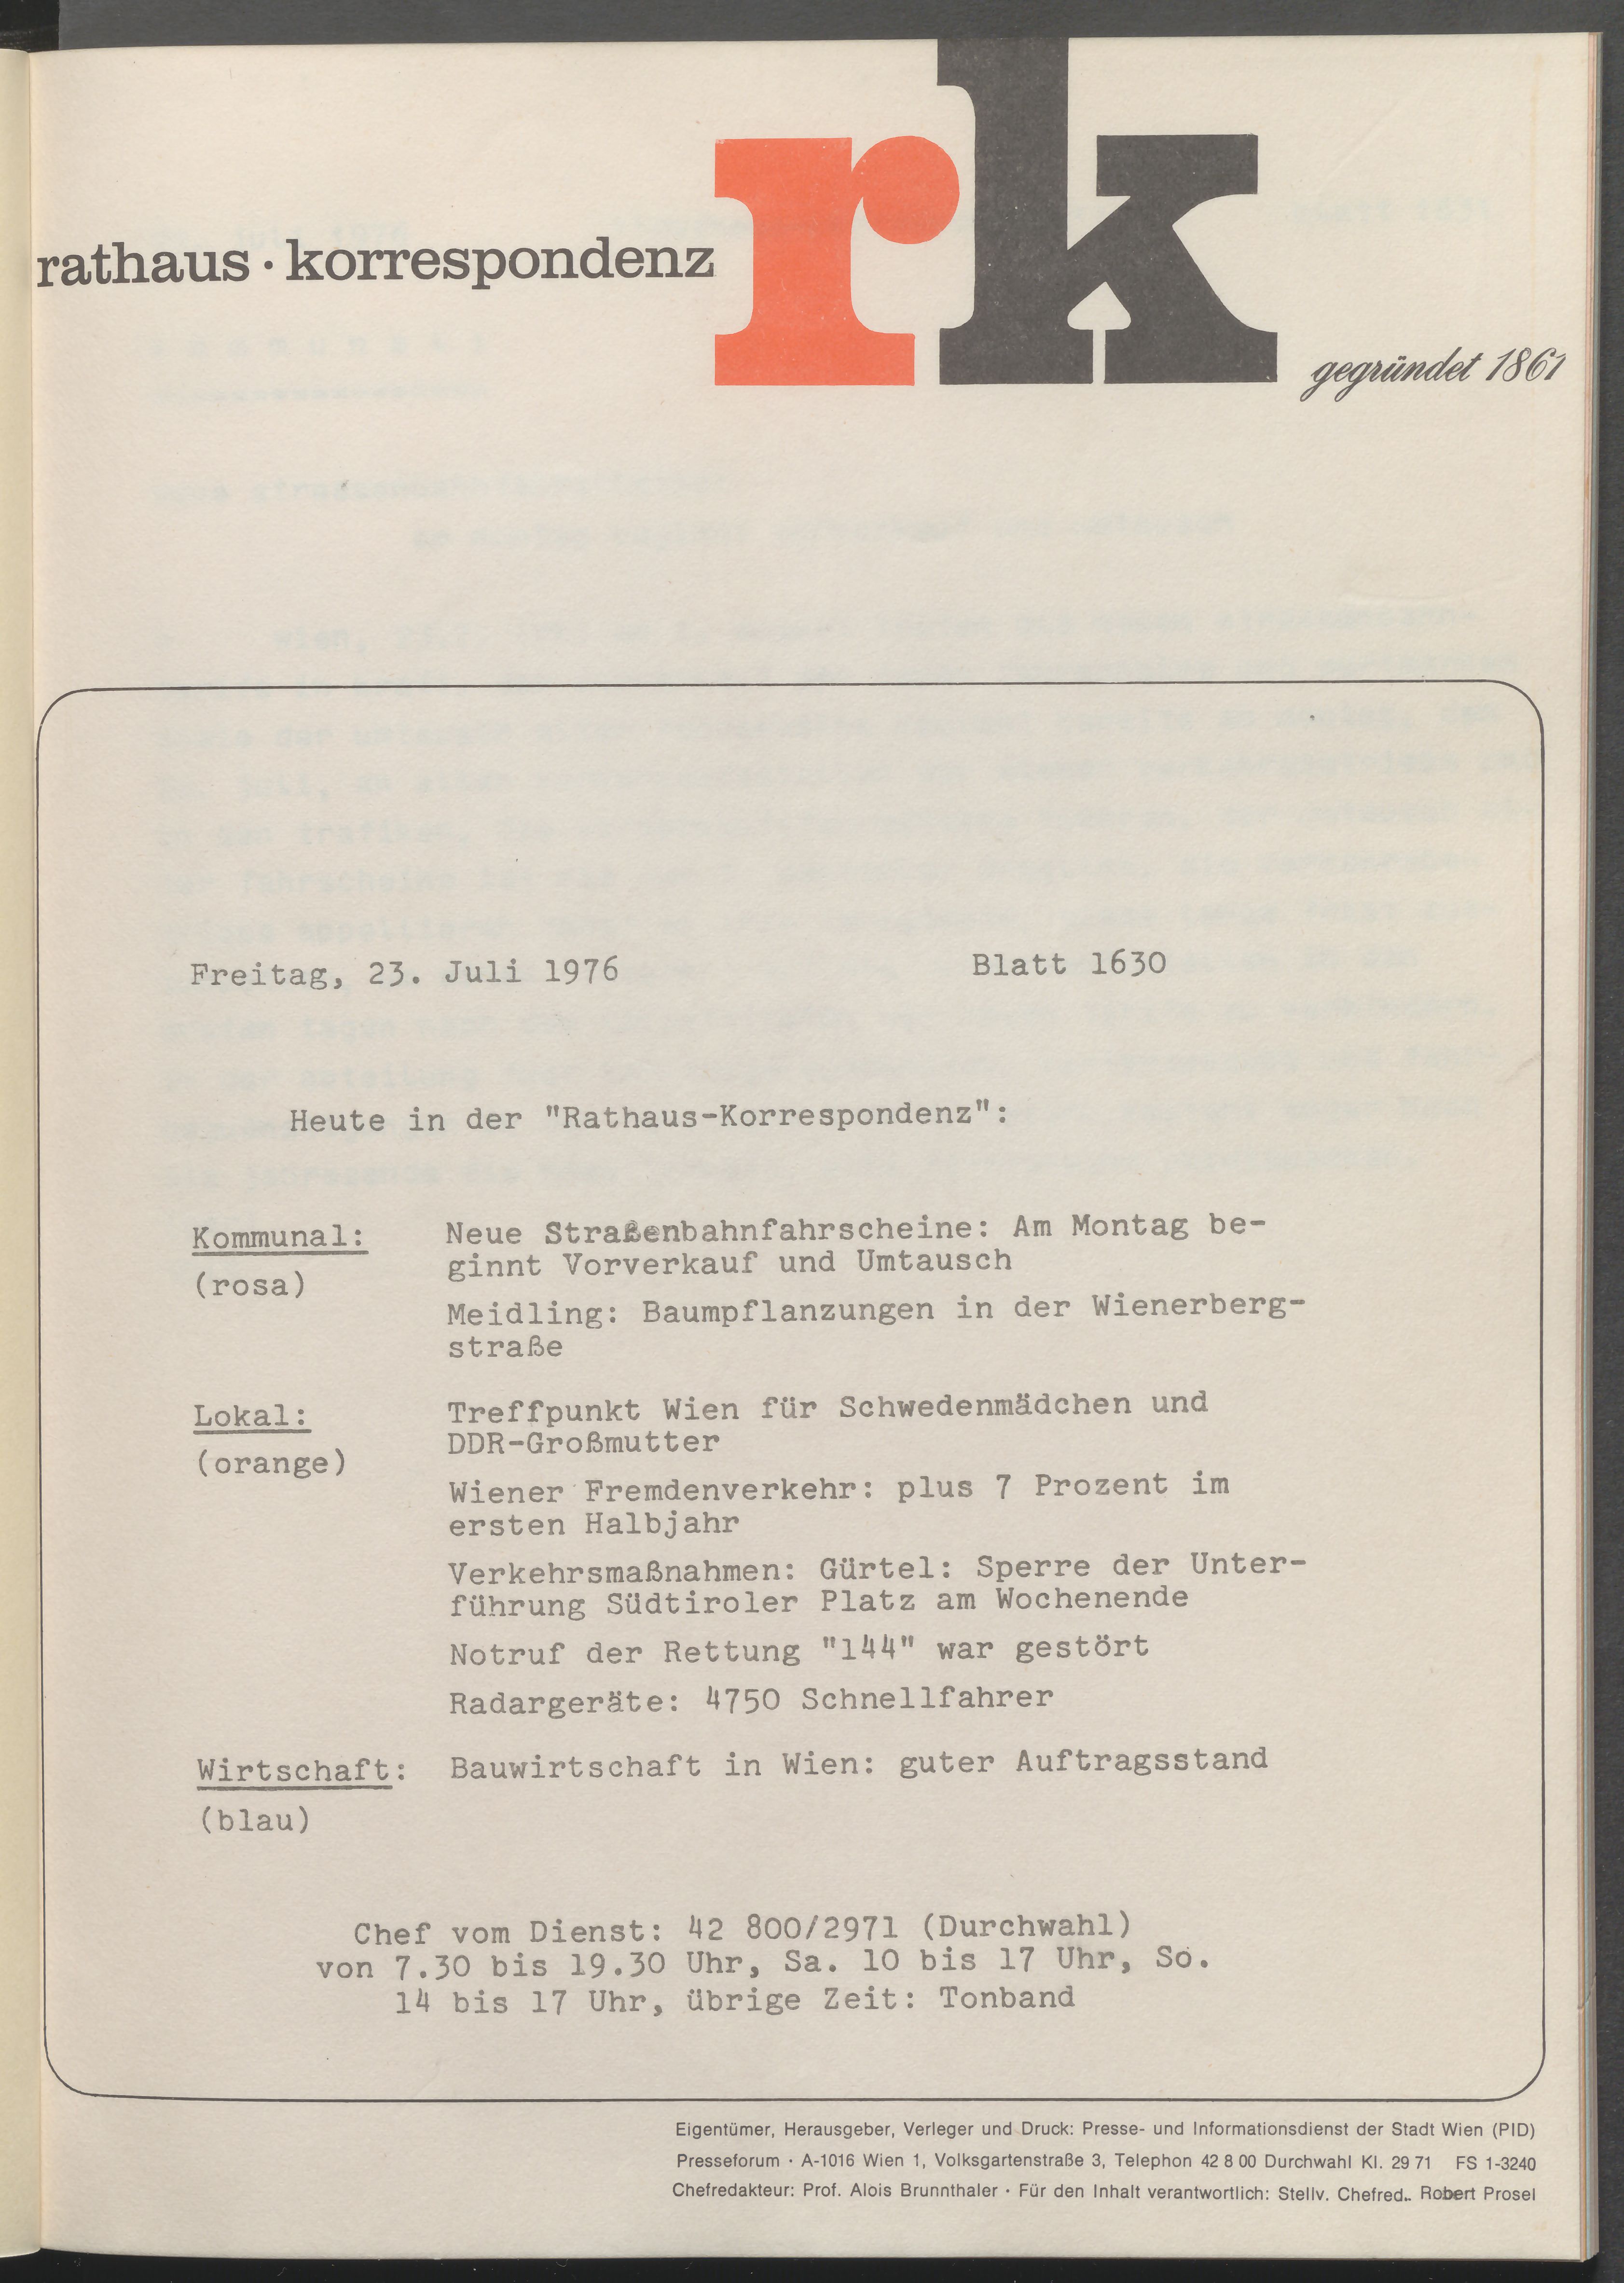 rk
rathaus · korrespondenz
gegründet 1861
Freitag, 23. Juli 1976 Blatt 1630
Heute in der "Rathaus-Korrespondenz":
Kommunal: Neue Straßenbahnfahrscheine: Am Montag be-
ginnt Vorverkauf und Umtausch
(rosa)
Meidling: Baumpflanzungen in der Wienerberg-
straße
Lokal: Treffpunkt Wien für Schwedenmädchen und
DDR-Großmutter
(orange)
Wiener Fremdenverkehr: plus 7 Prozent im
ersten Halbjahr
Verkehrsmaßnahmen: Gürtel: Sperre der Unter-
führung Südtiroler Platz am Wochenende
Notruf der Rettung "144" war gestört
Radargeräte: 4750 Schnellfahrer
Wirtschaft: Bauwirtschaft in Wien: guter Auftragsstand
(blau)
Chef vom Dienst: 42 800/2971 (Durchwahl)
von 7.30 bis 19.30 Uhr, Sa. 10 bis 17 Uhr, So.
14 bis 17 Uhr, übrige Zeit: Tonband
Eigentümer, Herausgeber, Verleger und Druck: Presse- und Informationsdienst der Stadt Wien (PID)
Presseforum · A-1016 Wien 1, Volksgartenstraße 3, Telephon 42 8 00 Durchwahl Kl. 29 71 FS 1-3240
Chefredakteur: Prof. Alois Brunnthaler · Für den Inhalt verantwortlich: Stellv. Chefred.. Robert Prosel